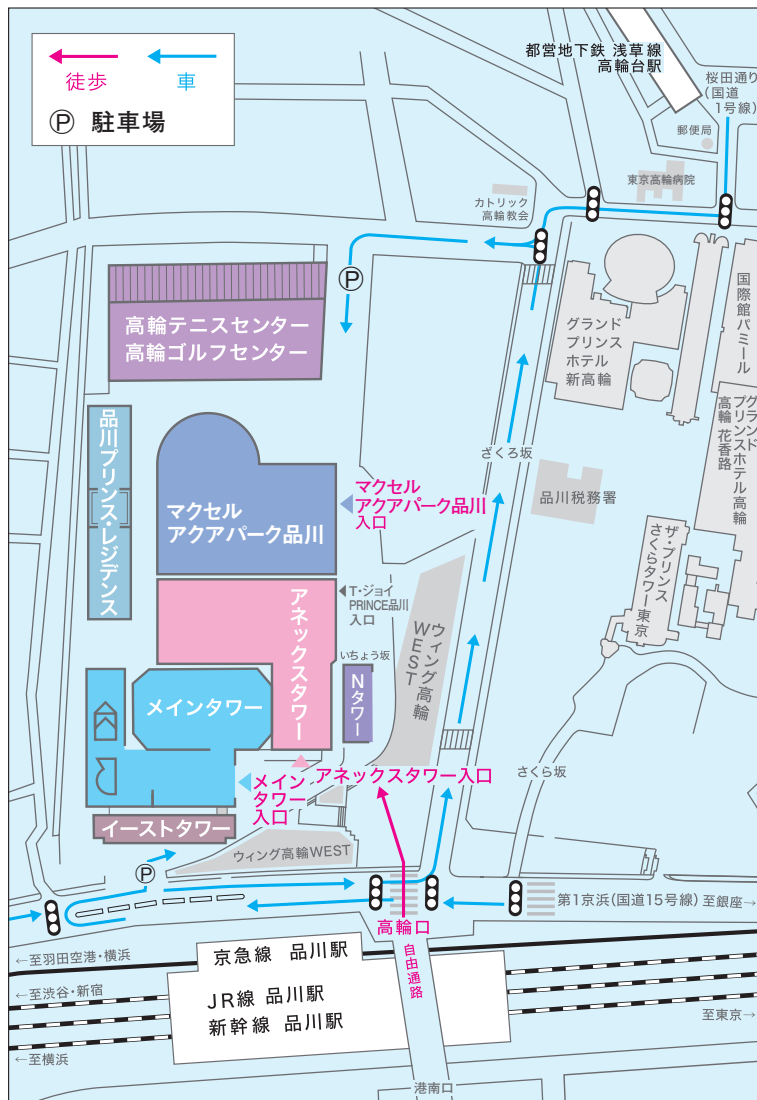 徒歩
車
Ⓟ 駐車場
都営地下鉄 浅草線
高輪台駅
桜田通り
(国道
1号線)
郵便局
東京高輪病院
カトリック
高輪教会
Ⓟ
高輪テニスセンター
高輪ゴルフセンター
グランド
プリンス
ホテル
新高輪
国際館パミール
グランド
プリンスホテル高輪
高輪 花香路
品川プリンス・レジデンス
ざくろ坂
品川税務署
マクセル
アクアパーク品川
マクセル
アクアパーク品川
入口
ザ・プリンス
さくらタワー東京
T・ジョイ
PRINCE品川
入口
アネックスタワー
ウィング高輪
WEST
いちょう坂
Nタワー
メインタワー
メイン
タワー
入口
アネックスタワー入口
さくら坂
イーストタワー
ウィング高輪WEST
Ⓟ
第1京浜(国道15号線)
至銀座→
高輪口
自由通路
←至羽田空港・横浜
京急線 品川駅
←至渋谷・新宿
JR線 品川駅
新幹線 品川駅
至東京→
←至横浜
港南口